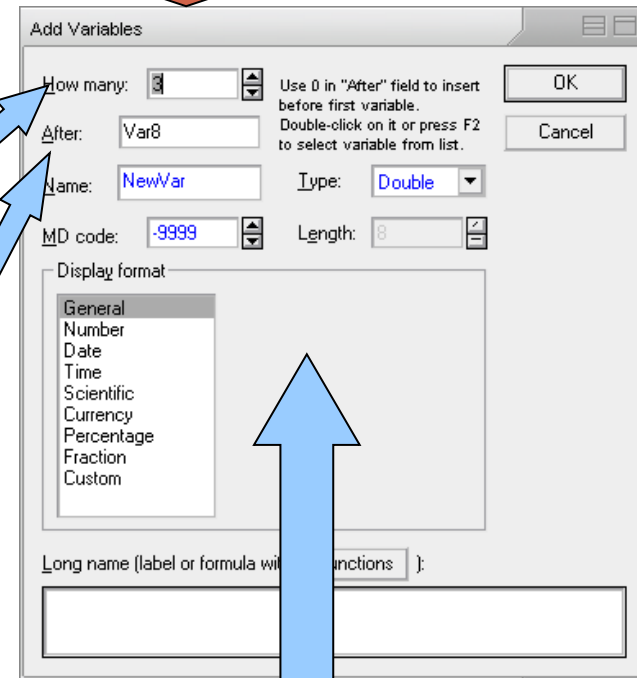 Add Variables
How many: 3
Use 0 in "After" field to insert
before first variable.
Double-click on it or press F2
to select variable from list.
OK
After: Var8
Cancel
Name: NewVar
Type: Double
MD code: -9999
Length: 8
Display format
General
Number
Date
Time
Scientific
Currency
Percentage
Fraction
Custom
Long name (label or formula ):